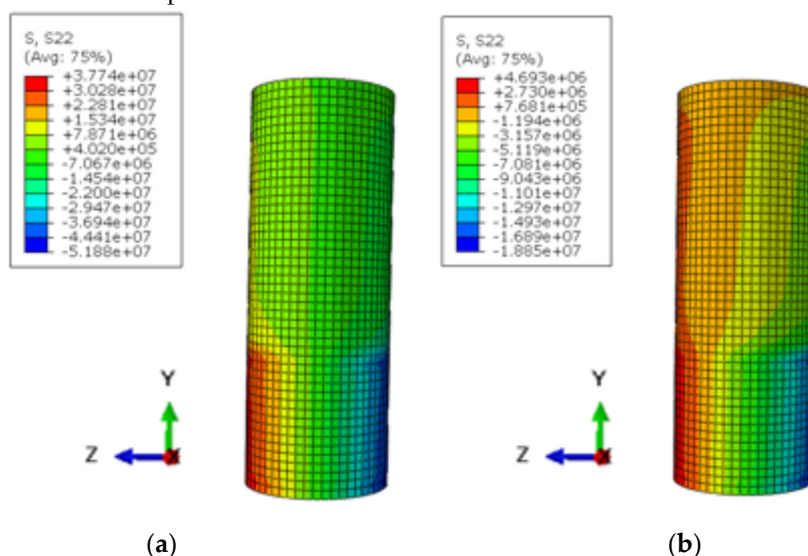 S, S22
(Avg: 75%)
+3.774e+07
+3.028e+07
+2.281e+07
+1.534e+07
+7.871e+06
+4.020e+05
-7.067e+06
-1.454e+07
-2.200e+07
-2.947e+07
-3.694e+07
-4.441e+07
-5.188e+07
Y
Z
X
(a)
S, S22
(Avg: 75%)
+4.693e+06
+2.730e+06
+7.681e+05
-1.194e+06
-3.157e+06
-5.119e+06
-7.081e+06
-9.043e+06
-1.101e+07
-1.297e+07
-1.493e+07
-1.689e+07
-1.885e+07
Y
Z
X
(b)